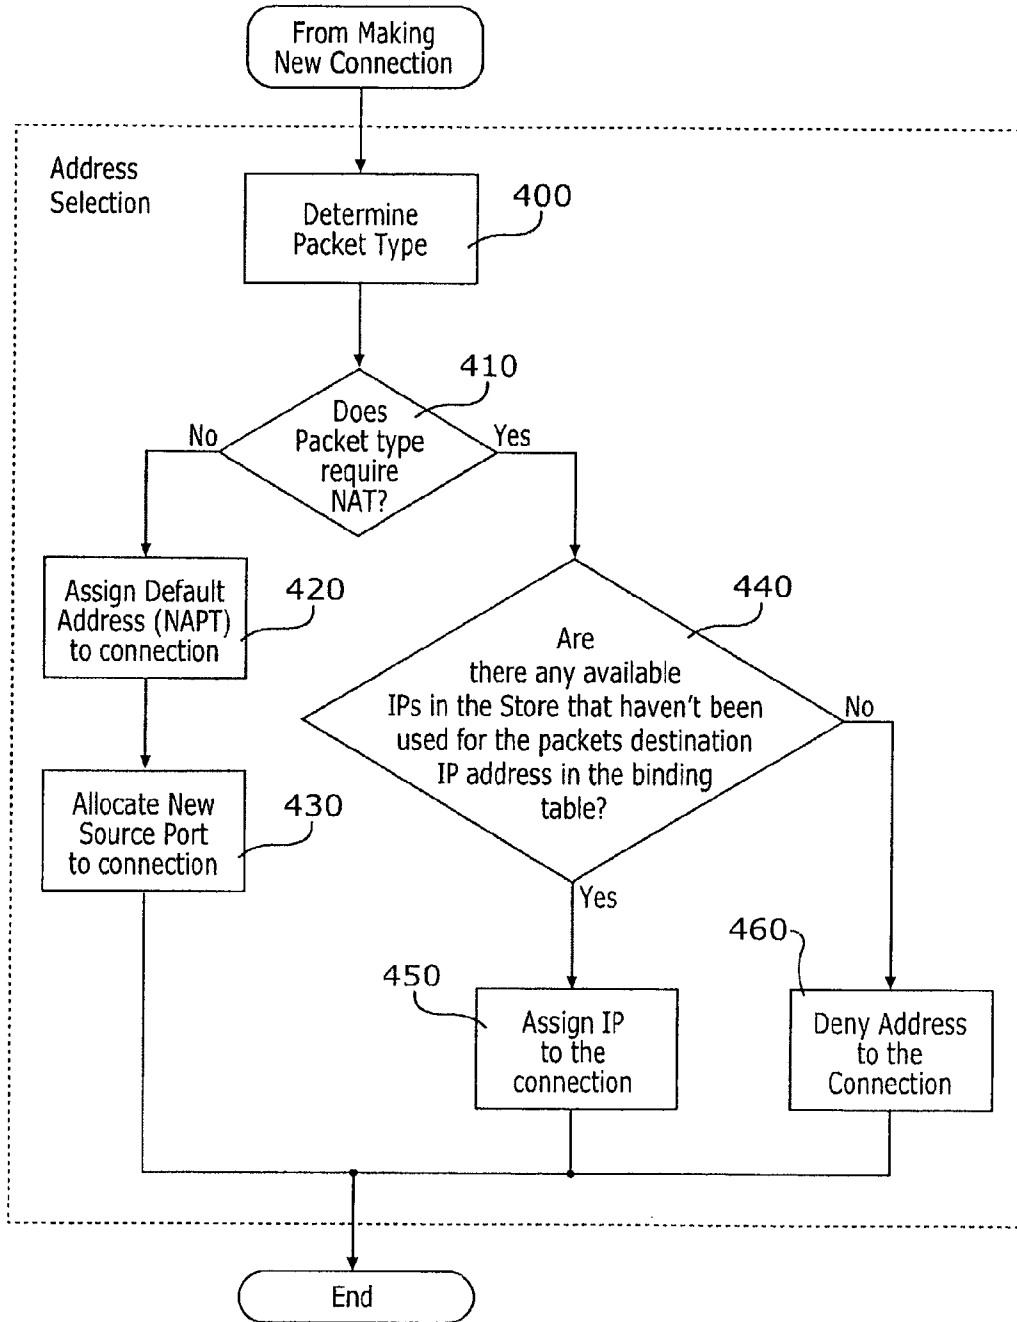 From Making
New Connection
Address
Selection
Determine
Packet Type
400
Does
Packet type
require
NAT?
410
No
Yes
Assign Default
Address (NAPT)
to connection
420
Allocate New
Source Port
to connection
430
Are
there any available
IPs in the Store that haven't been
used for the packets destination
IP address in the binding
table?
440
No
Yes
450
Assign IP
to the
connection
460
Deny Address
to the
Connection
End